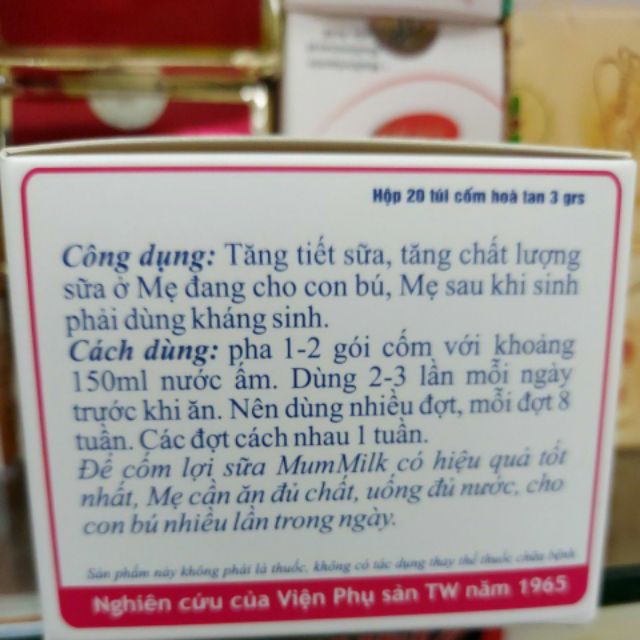 Hộp 20 túi cốm hoà tan 3 grs
Công dụng: Tăng tiết sữa, tăng chất lượng
sữa ở Mẹ đang cho con bú, Mẹ sau khi sinh
phải dùng kháng sinh.
Cách dùng: pha 1-2 gói cốm với khoảng
150ml nước ấm. Dùng 2-3 lần mỗi ngày
trước khi ăn. Nên dùng nhiều đợt, mỗi đợt 8
tuần. Các đợt cách nhau 1 tuần.
Để cốm lợi sữa MumMilk có hiệu quả tốt
nhất, Mẹ cần ăn đủ chất, uống đủ nước, cho
con bú nhiều lần trong ngày.
Sản phẩm này không phải là thuốc, không có tác dụng thay thế thuốc chữa bệnh
Nghiên cứu của Viện Phụ sản TW năm 1965